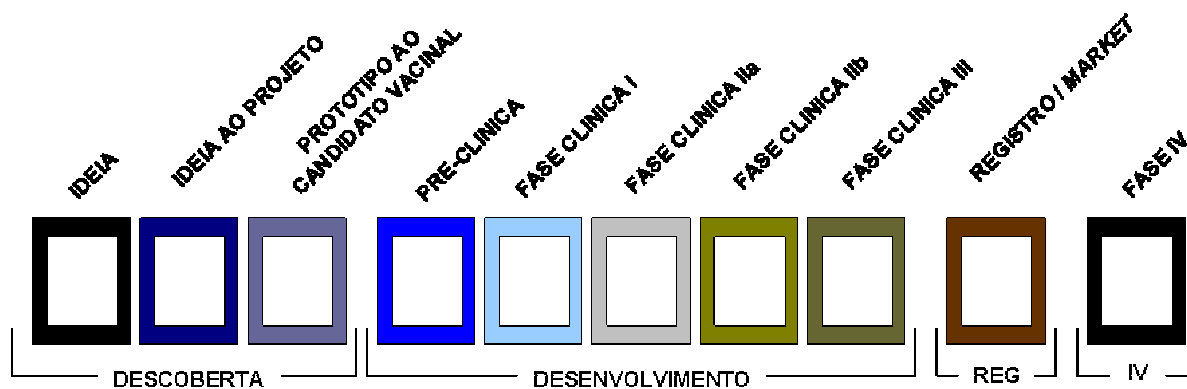 IDEIA
IDEIA AO PROJETO
PROTOTIPO AO
CANDIDATO VACINAL
PRE-CLINICA
FASE CLINICA I
FASE CLINICA IIa
FASE CLINICA IIb
FASE CLINICA III
REGISTRO / MARKET
FASE IV
DESCOBERTA
DESENVOLVIMENTO
REG
IV